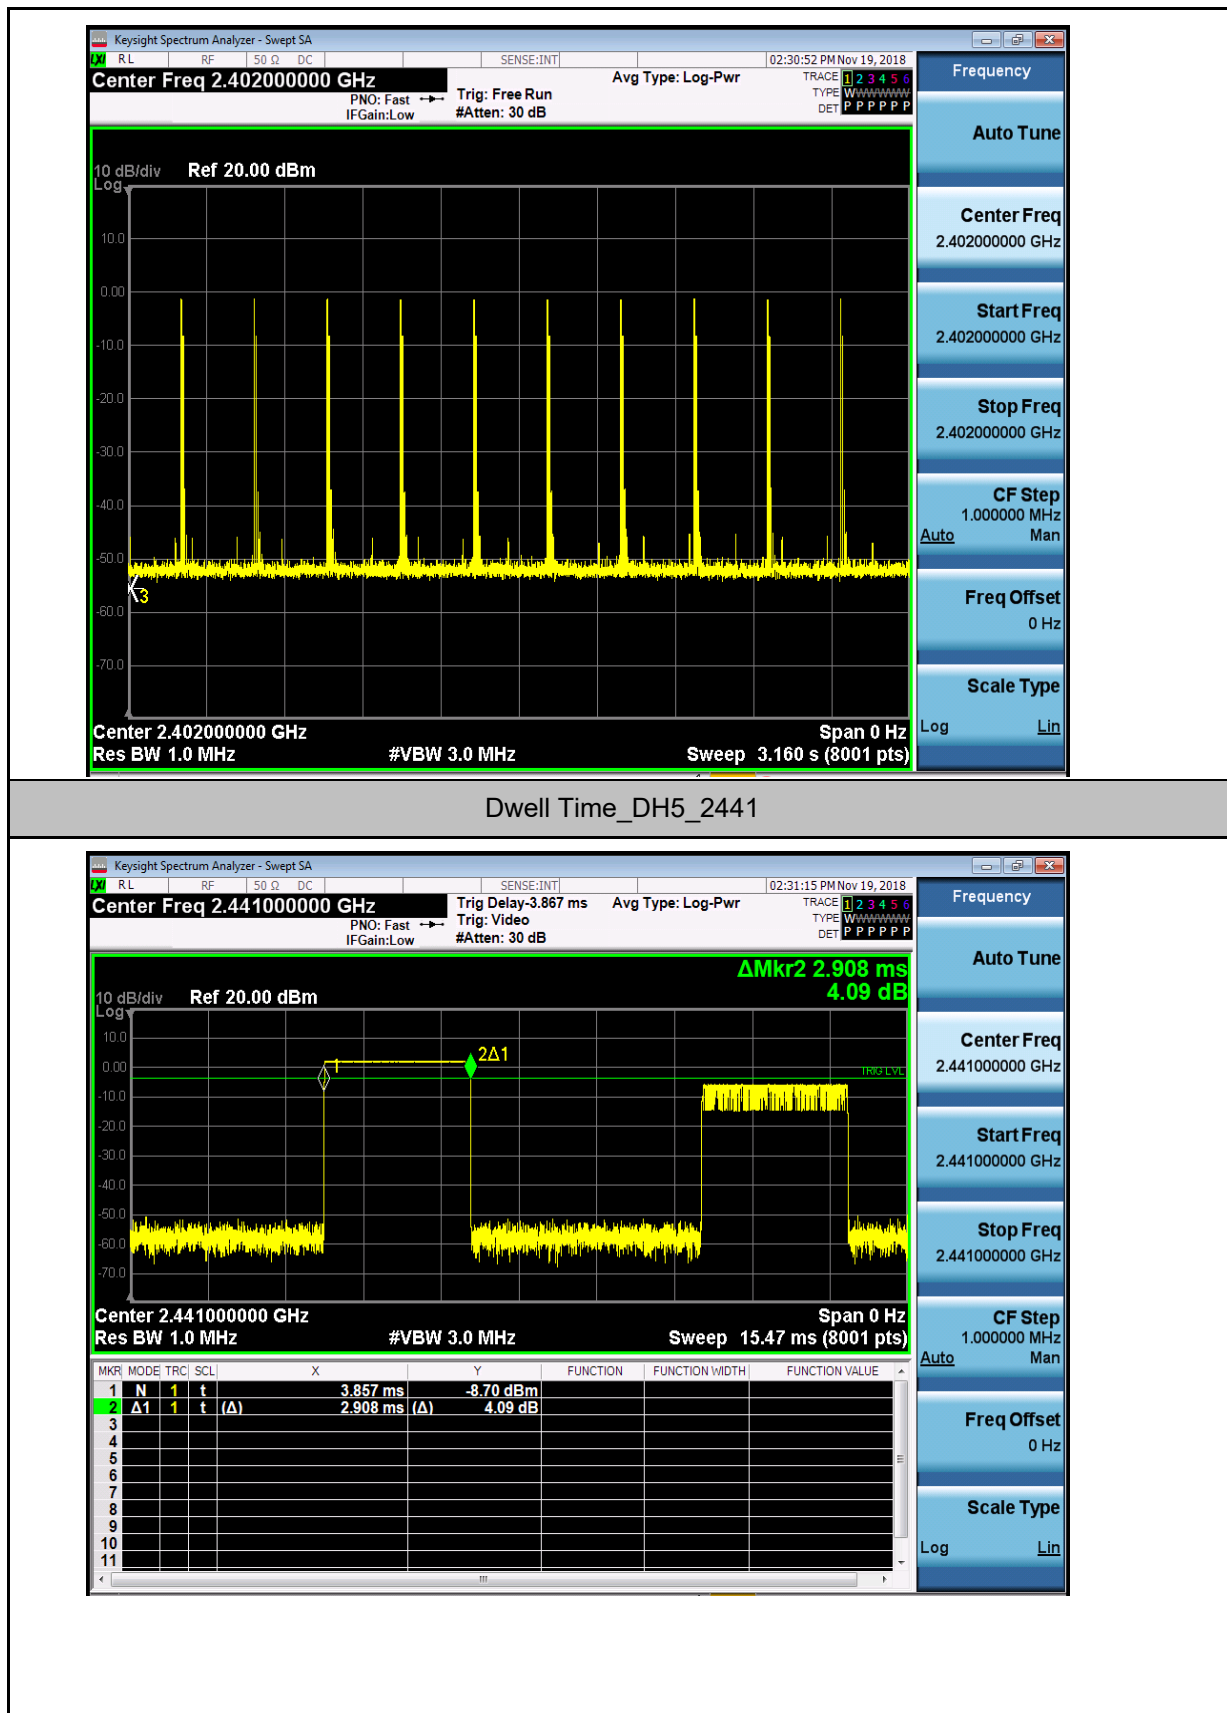 Keysight Spectrum Analyzer - Swept SA
LXI RL RF 50 Ω DC SENSE:INT 02:30:52 PM Nov 19, 2018
Center Freq 2.402000000 GHz
PNO: Fast
IFGain:Low
Trig: Free Run
#Atten: 30 dB
Avg Type: Log-Pwr
TRACE 1 2 3 4 5 6
TYPE WWWWWW
DET P P P P P P
10 dB/div Ref 20.00 dBm
Log
10.0
0.00
-10.0
-20.0
-30.0
-40.0
-50.0
-60.0
-70.0
3
Center 2.402000000 GHz Span 0 Hz
Res BW 1.0 MHz #VBW 3.0 MHz Sweep 3.160 s (8001 pts)
Frequency
Auto Tune
Center Freq
2.402000000 GHz
Start Freq
2.402000000 GHz
Stop Freq
2.402000000 GHz
CF Step
1.000000 MHz
Auto Man
Freq Offset
0 Hz
Scale Type
Log Lin
Dwell Time_DH5_2441
Keysight Spectrum Analyzer - Swept SA
LXI RL RF 50 Ω DC SENSE:INT 02:31:15 PM Nov 19, 2018
Center Freq 2.441000000 GHz
PNO: Fast
IFGain:Low
Trig Delay-3.867 ms
Trig: Video
#Atten: 30 dB
Avg Type: Log-Pwr
TRACE 1 2 3 4 5 6
TYPE WWWWWW
DET P P P P P P
ΔMkr2 2.908 ms
4.09 dB
10 dB/div Ref 20.00 dBm
Log
10.0
0.00
-10.0
-20.0
-30.0
-40.0
-50.0
-60.0
-70.0
1
2Δ1
TRIG LVL
Center 2.441000000 GHz Span 0 Hz
Res BW 1.0 MHz #VBW 3.0 MHz Sweep 15.47 ms (8001 pts)
MKR MODE TRC SCL X Y FUNCTION FUNCTION WIDTH FUNCTION VALUE
1 N 1 t 3.857 ms -8.70 dBm
2 Δ1 1 t (Δ) 2.908 ms (Δ) 4.09 dB
3
4
5
6
7
8
9
10
11
Frequency
Auto Tune
Center Freq
2.441000000 GHz
Start Freq
2.441000000 GHz
Stop Freq
2.441000000 GHz
CF Step
1.000000 MHz
Auto Man
Freq Offset
0 Hz
Scale Type
Log Lin